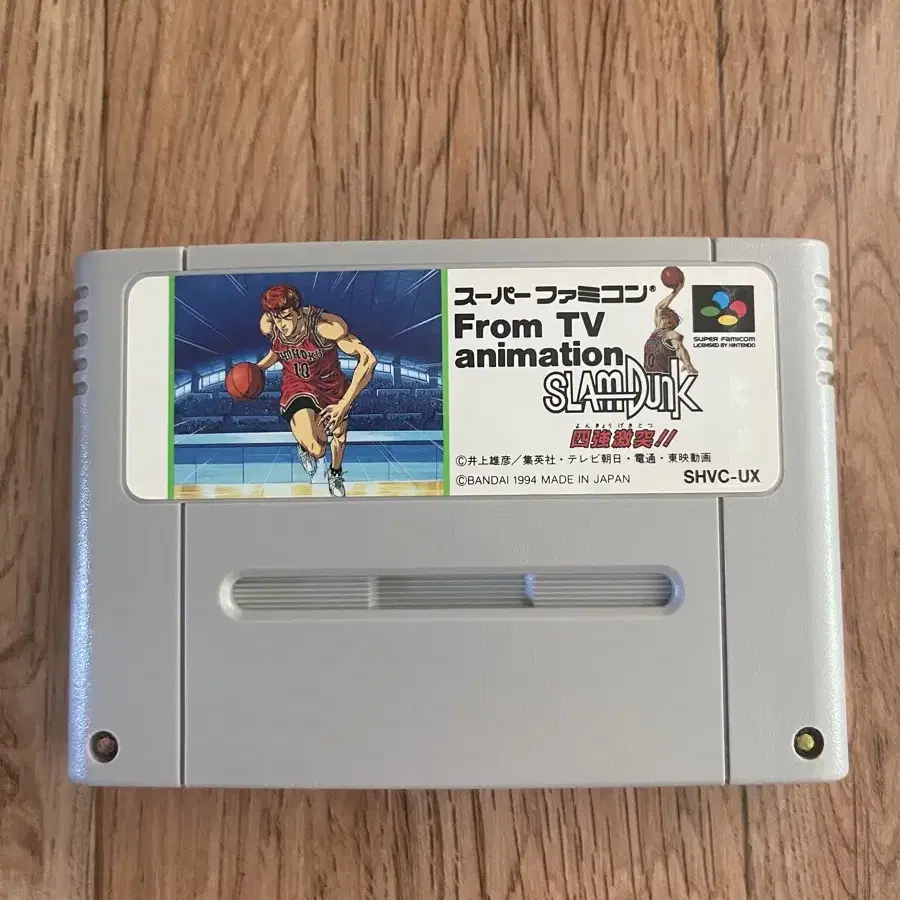 スーパーファミコン®
From TV
animation
SLAMDUNK
よんきょうげきとつ
四強激突!!
©井上雄彦／集英社・テレビ朝日・電通・東映動画
©BANDAI 1994 MADE IN JAPAN
SHVC-UX
SUPER FAMICOM
LICENSED BY NINTENDO
SHOHOKU
10